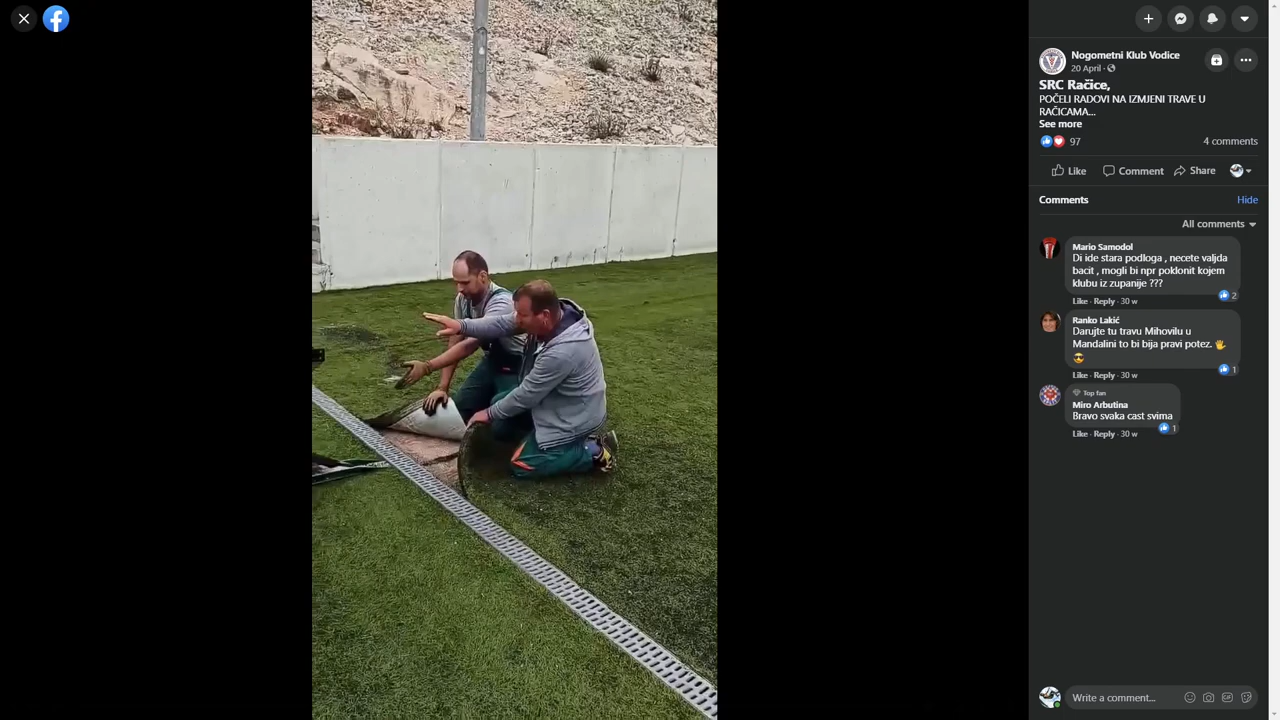 Nogometni Klub Vodice
20 April ·
SRC Račice,
POČELI RADOVI NA IZMJENI TRAVE U
RAČICAMA...
See more
97
4 comments
Like
Comment
Share
Comments
Hide
All comments
Mario Samodol
Di ide stara podloga , necete valjda
bacit , mogli bi npr poklonit kojem
klubu iz zupanije ???
2
Like · Reply · 30 w
Ranko Lakić
Darujte tu travu Mihovilu u
Mandalini to bi bija pravi potez. 🖐
😎
1
Like · Reply · 30 w
Top fan
Miro Arbutina
Bravo svaka cast svima
1
Like · Reply · 30 w
Write a comment...
GIF